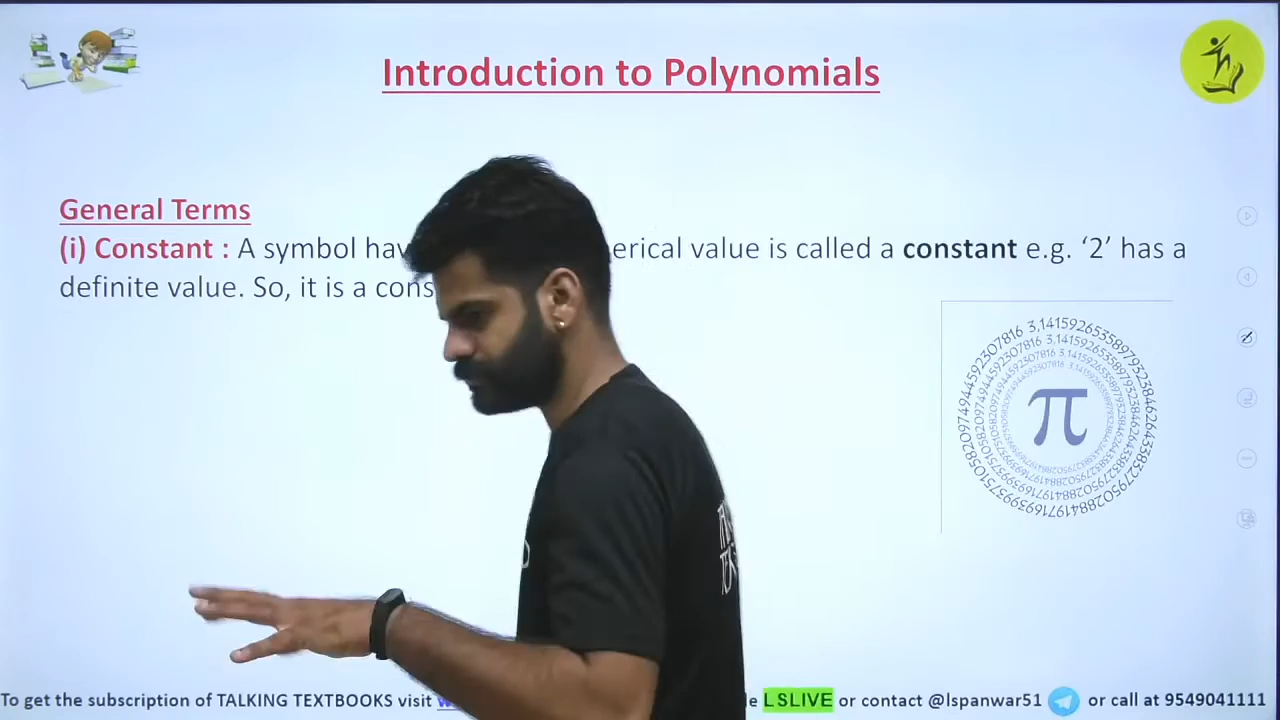 Introduction to Polynomials
General Terms
(i) Constant : A symbol hav erical value is called a constant e.g. ‘2’ has a
definite value. So, it is a cons
π
To get the subscription of TALKING TEXTBOOKS visit LSLIVE or contact @lspanwar51 or call at 9549041111